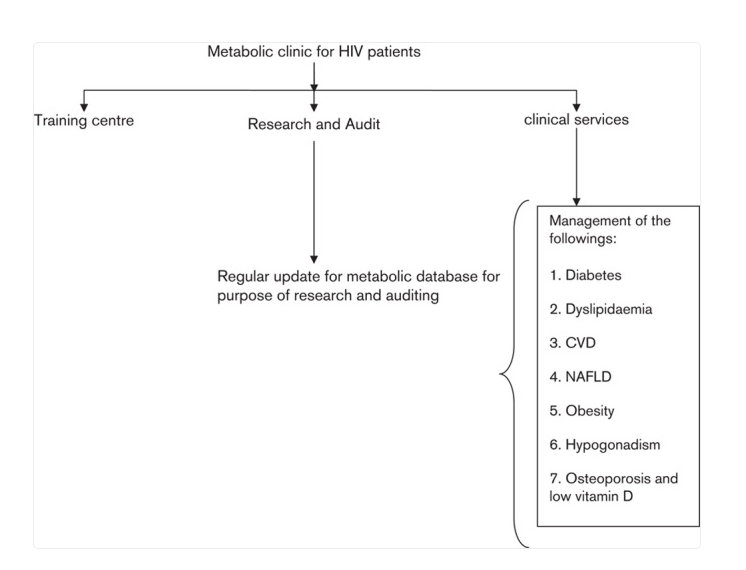 Metabolic clinic for HIV patients
Training centre
Research and Audit
clinical services
Regular update for metabolic database for
purpose of research and auditing
Management of the
followings:
1. Diabetes
2. Dyslipidaemia
3. CVD
4. NAFLD
5. Obesity
6. Hypogonadism
7. Osteoporosis and
low vitamin D